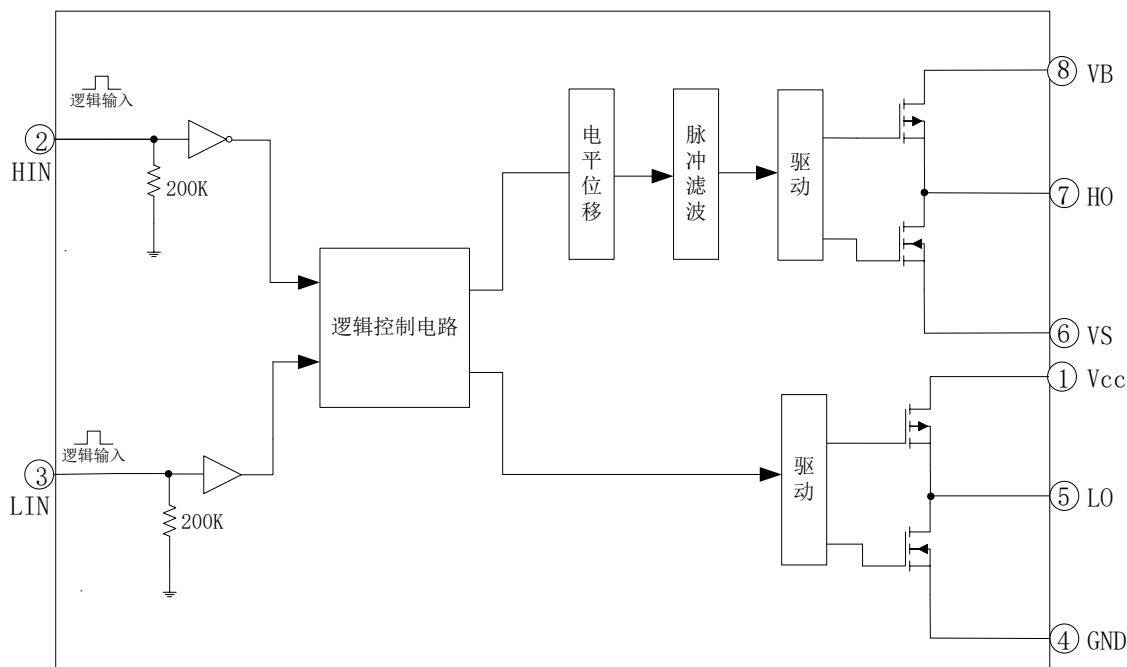 逻辑输入
② HIN
200K
逻辑控制电路
电平位移
脉冲滤波
驱动
⑧ VB
⑦ HO
⑥ VS
① Vcc
逻辑输入
③ LIN
200K
驱动
⑤ LO
④ GND